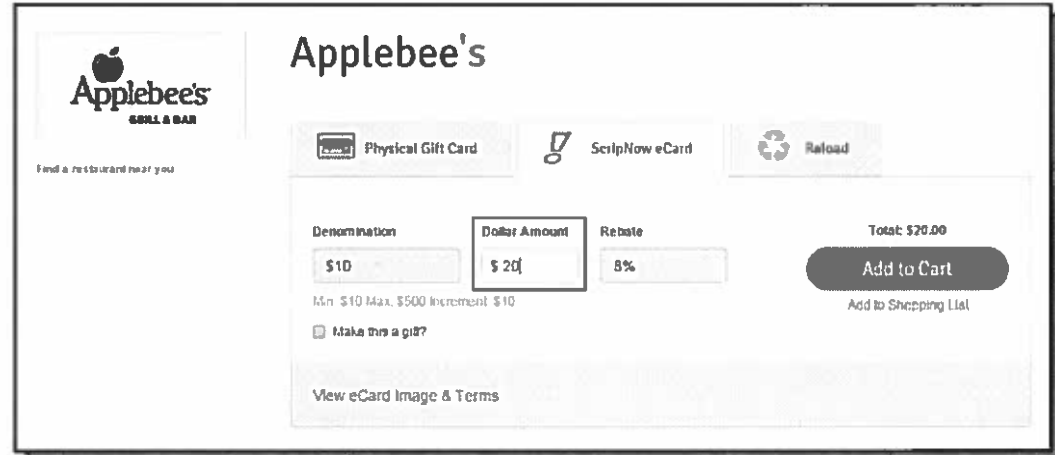 Applebee's
GRILL & BAR
Find a restaurant near you
Applebee's
Physical Gift Card
ScripNow eCard
Reload
Denomination
Dollar Amount
Rebate
Total: $20.00
$10
$ 20
8%
Add to Cart
Min. $10 Max. $500 Increment: $10
Add to Shopping List
Make this a gift?
View eCard Image & Terms